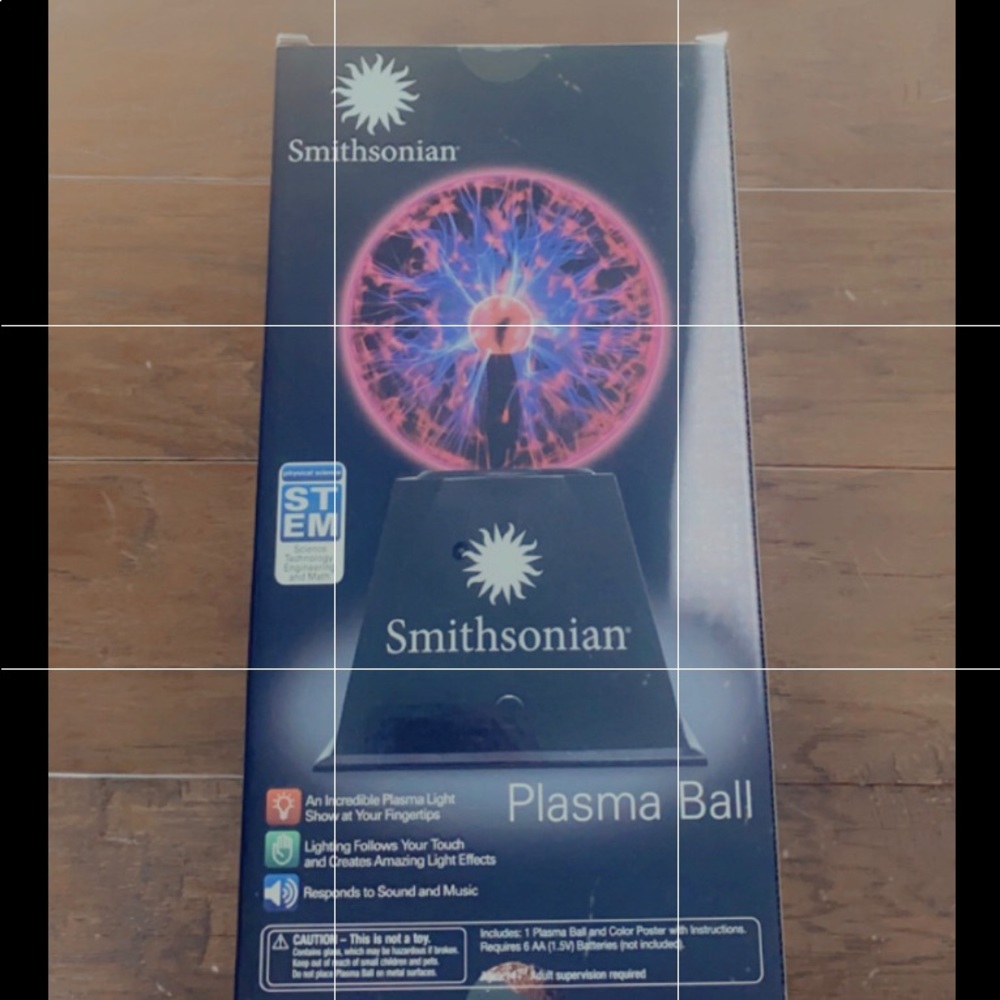 Smithsonian
physical science
ST
EM
Science
Technology
Engineering
and Math
Smithsonian
Plasma Ball
An Incredible Plasma Light
Show at Your Fingertips
Lighting Follows Your Touch
and Creates Amazing Light Effects
Responds to Sound and Music
CAUTION – This is not a toy.
Contains glass, which may be hazardous if broken.
Keep out of reach of small children and pets.
Do not place Plasma Ball on metal surfaces.
Includes: 1 Plasma Ball and Color Poster with Instructions.
Requires 6 AA (1.5V) Batteries (not included).
Adult supervision required